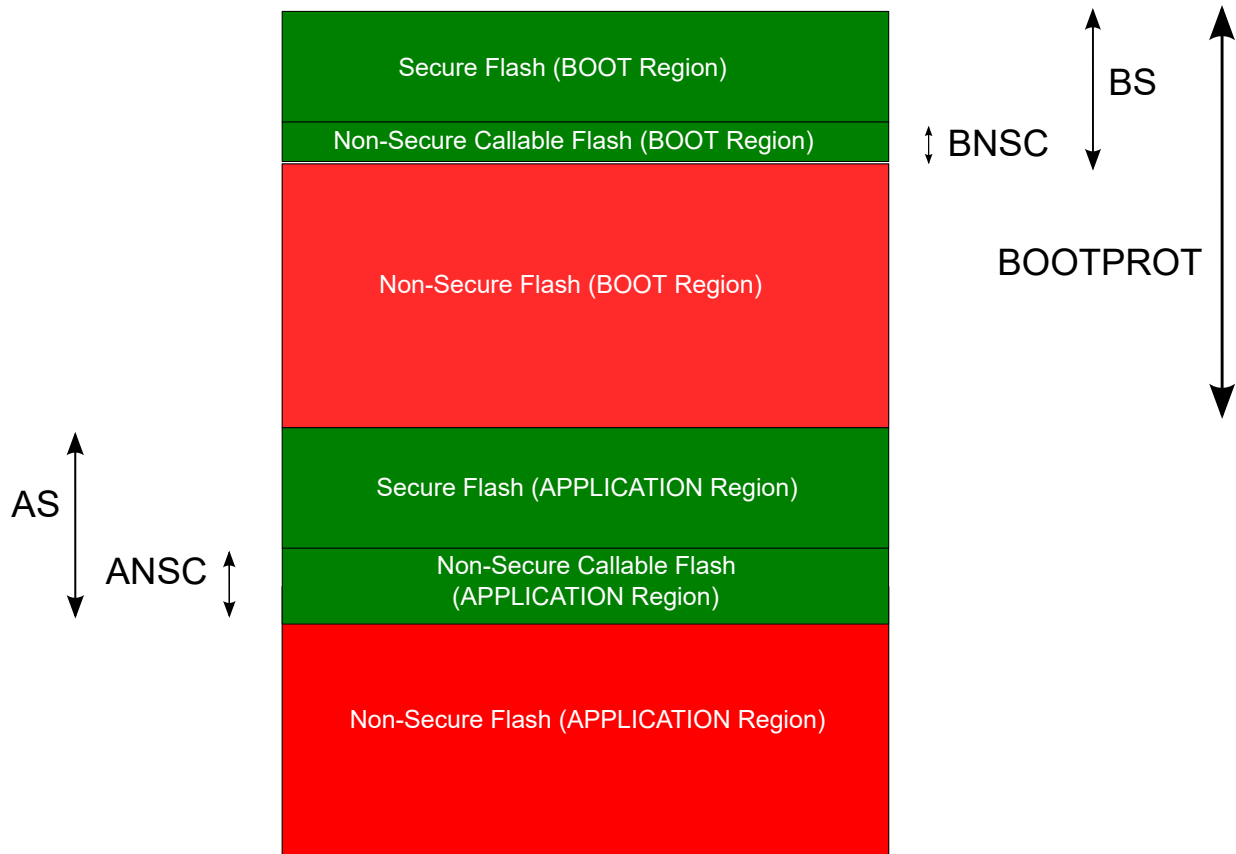 Secure Flash (BOOT Region)
BS
Non-Secure Callable Flash (BOOT Region)
BNSC
BOOTPROT
Non-Secure Flash (BOOT Region)
Secure Flash (APPLICATION Region)
AS
ANSC
Non-Secure Callable Flash
(APPLICATION Region)
Non-Secure Flash (APPLICATION Region)